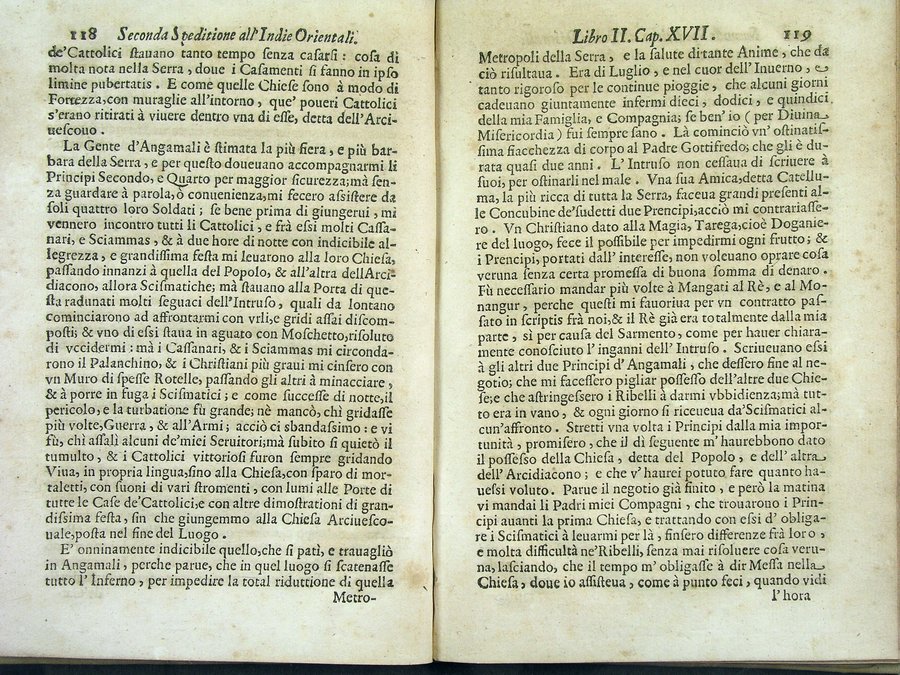 118 Seconda Speditione all'Indie Orientali.
de'Cattolici ſtauano tanto tempo ſenza caſarſi : coſa di
molta nota nella Serra, doue i Caſamenti ſi fanno in ipſo
limine pubertatis. E come quelle Chieſe ſono à modo di
Fortezza, con muraglie all'intorno, que' poueri Cattolici
s'erano ritirati à viuere dentro vna di eſſe, detta dell'Arci-
ueſcouo.
La Gente d'Angamali è ſtimata la più fiera, e più bar-
bara della Serra, e per queſto doueuano accompagnarmi li
Principi Secondo, e Quarto per maggior ſicurezza; mà ſen-
za guardare à parola, ò conuenienza, mi fecero aſſiſtere da
ſoli quattro loro Soldati ; ſe bene prima di giungerui, mi
vennero incontro tutti li Cattolici, e frà eſſi molti Caſſa-
nari, e Sciammas, & à due hore di notte con indicibile al-
legrezza, e grandiſſima feſta mi leuarono alla loro Chieſa,
paſſando innanzi à quella del Popolo, & all'altra dell'Arci-
diacono, allora Sciſmatiche; mà ſtauano alla Porta di que-
ſta radunati molti ſeguaci dell'Intruſo, quali da lontano
cominciorono ad affrontarmi con vrli, e gridi aſſai diſcom-
poſti; & vno di eſſi ſtaua in aguato con Moſchetto, riſoluto
di vccidermi : mà i Caſſanari, & i Sciammas mi circonda-
rono il Palanchino, & i Chriſtiani più graui mi cinſero con
vn Muro di ſpeſſe Rotelle, paſſando gli altri à minacciare,
& à porre in fuga i Sciſmatici ; e come ſucceſſe di notte, il
pericolo, e la turbatione fù grande; nè mancò, chi gridaſſe
più volte, Guerra, & all'Armi ; acciò ci sbandaſſimo : e vi
fù, chi aſſalì alcuni de'miei Seruitori; mà ſubito ſi quietò il
tumulto, & i Cattolici vittorioſi furon ſempre gridando
Viua, in propria lingua, ſino alla Chieſa, con ſparo di mor-
taletti, con ſuoni di vari ſtromenti, con lumi alle Porte di
tutte le Caſe de'Cattolici; e con altre dimoſtrationi di gran-
diſſima feſta, ſin che giungemmo alla Chieſa Arciueſco-
uale, poſta nel fine del Luogo.
E' onninamente indicibile quello, che ſi patì, e trauagliò
in Angamali, perche parue, che in quel luogo ſi ſcatenaſſe
tutto l' Inferno, per impedire la total riduttione di quella
Metro-
Libro II. Cap. XVII. 119
Metropoli della Serra, e la ſalute di tante Anime, che da
ciò riſultaua. Era di Luglio, e nel cuor dell' Inuerno, e
tanto rigoroſo per le continue pioggie, che alcuni giorni
cadeuano giuntamente infermi dieci, dodici, e quindici
della mia Famiglia, e Compagnia; ſe ben' io ( per Diuina
Miſericordia ) fui ſempre ſano. Là cominciò vn' oſtinatiſ-
ſima fiacchezza di corpo al Padre Gottifredo; che gli è du-
rata quaſi due anni. L' Intruſo non ceſſaua di ſcriuere à
ſuoi, per oſtinarli nel male. Vna ſua Amica, detta Catellu-
ma, la più ricca di tutta la Serra, faceua grandi preſenti al-
le Concubine de'ſudetti due Prencipi, acciò mi contrariaſſe-
ro. Vn Chriſtiano dato alla Magia, Tarega, cioè Doganie-
re del luogo, fece il poſſibile per impedirmi ogni frutto; &
i Prencipi, portati dall' intereſſe, non voleuano oprare coſa
veruna ſenza certa promeſſa di buona ſomma di denaro.
Fù neceſſario mandar più volte à Mangati al Rè, e al Mo-
nangur, perche queſti mi fauoriua per vn contratto paſ-
ſato in ſcriptis frà noi, & il Rè già era totalmente dalla mia
parte, sì per cauſa del Sarmento, come per hauer chiara-
mente conoſciuto l' inganni dell' Intruſo. Scriueuano eſſi
à gli altri due Principi d' Angamali, che deſſero fine al ne-
gotio; che mi faceſſero pigliar poſſeſſo dell'altre due Chie-
ſe; e che aſtringeſſero i Ribelli à darmi vbbidienza; mà tut-
to era in vano, & ogni giorno ſi riceueua da'Sciſmatici al-
cun'affronto. Stretti vna volta i Principi dalla mia impor-
tunità, promiſero, che il dì ſeguente m' haurebbono dato
il poſſeſſo della Chieſa, detta del Popolo, e dell' altra
dell' Arcidiacono ; e che v' haurei potuto fare quanto ha-
ueſsi voluto. Parue il negotio già finito, e però la matina
vi mandai li Padri miei Compagni, che trouarono i Prin-
cipi auanti la prima Chieſa, e trattando con eſsi d' obliga-
re i Sciſmatici à leuarmi per là, finſero differenze frà loro,
e molta difficultà ne'Ribelli, ſenza mai riſoluere coſa veru-
na, laſciando, che il tempo m' obligaſſe à dir Meſſa nella
Chieſa, doue io aſsiſteua, come à punto feci, quando vidi
l' hora